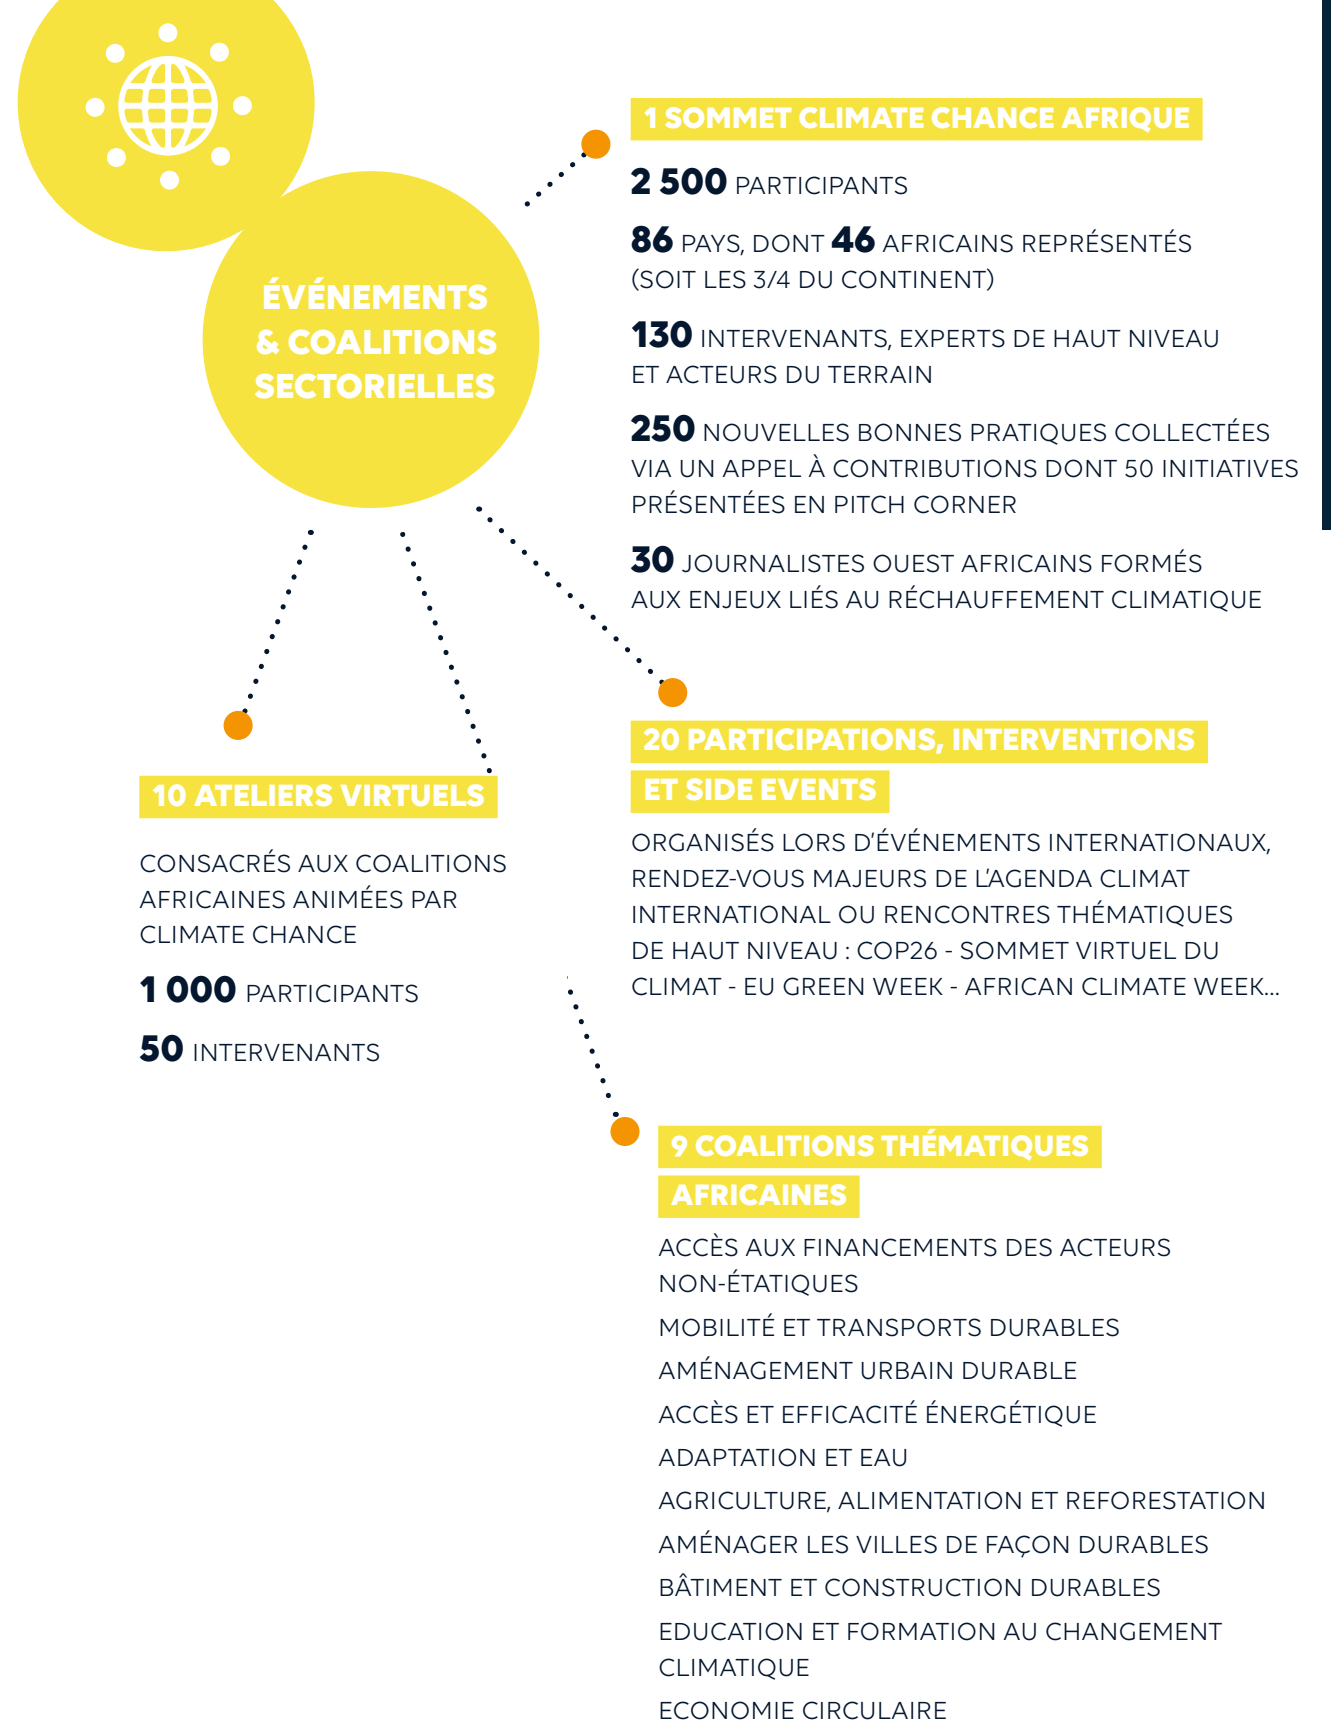 ÉVÉNEMENTS
& COALITIONS
SECTORIELLES
1 SOMMET CLIMATE CHANCE AFRIQUE
2 500 PARTICIPANTS
86 PAYS, DONT 46 AFRICAINS REPRÉSENTÉS
(SOIT LES 3/4 DU CONTINENT)
130 INTERVENANTS, EXPERTS DE HAUT NIVEAU
ET ACTEURS DU TERRAIN
250 NOUVELLES BONNES PRATIQUES COLLECTÉES
VIA UN APPEL À CONTRIBUTIONS DONT 50 INITIATIVES
PRÉSENTÉES EN PITCH CORNER
30 JOURNALISTES OUEST AFRICAINS FORMÉS
AUX ENJEUX LIÉS AU RÉCHAUFFEMENT CLIMATIQUE
10 ATELIERS VIRTUELS
CONSACRÉS AUX COALITIONS
AFRICAINES ANIMÉES PAR
CLIMATE CHANCE
1 000 PARTICIPANTS
50 INTERVENANTS
20 PARTICIPATIONS, INTERVENTIONS
ET SIDE EVENTS
ORGANISÉS LORS D'ÉVÉNEMENTS INTERNATIONAUX,
RENDEZ-VOUS MAJEURS DE L'AGENDA CLIMAT
INTERNATIONAL OU RENCONTRES THÉMATIQUES
DE HAUT NIVEAU : COP26 - SOMMET VIRTUEL DU
CLIMAT - EU GREEN WEEK - AFRICAN CLIMATE WEEK...
9 COALITIONS THÉMATIQUES
AFRICAINES
ACCÈS AUX FINANCEMENTS DES ACTEURS
NON-ÉTATIQUES
MOBILITÉ ET TRANSPORTS DURABLES
AMÉNAGEMENT URBAIN DURABLE
ACCÈS ET EFFICACITÉ ÉNERGÉTIQUE
ADAPTATION ET EAU
AGRICULTURE, ALIMENTATION ET REFORESTATION
AMÉNAGER LES VILLES DE FAÇON DURABLES
BÂTIMENT ET CONSTRUCTION DURABLES
EDUCATION ET FORMATION AU CHANGEMENT
CLIMATIQUE
ECONOMIE CIRCULAIRE